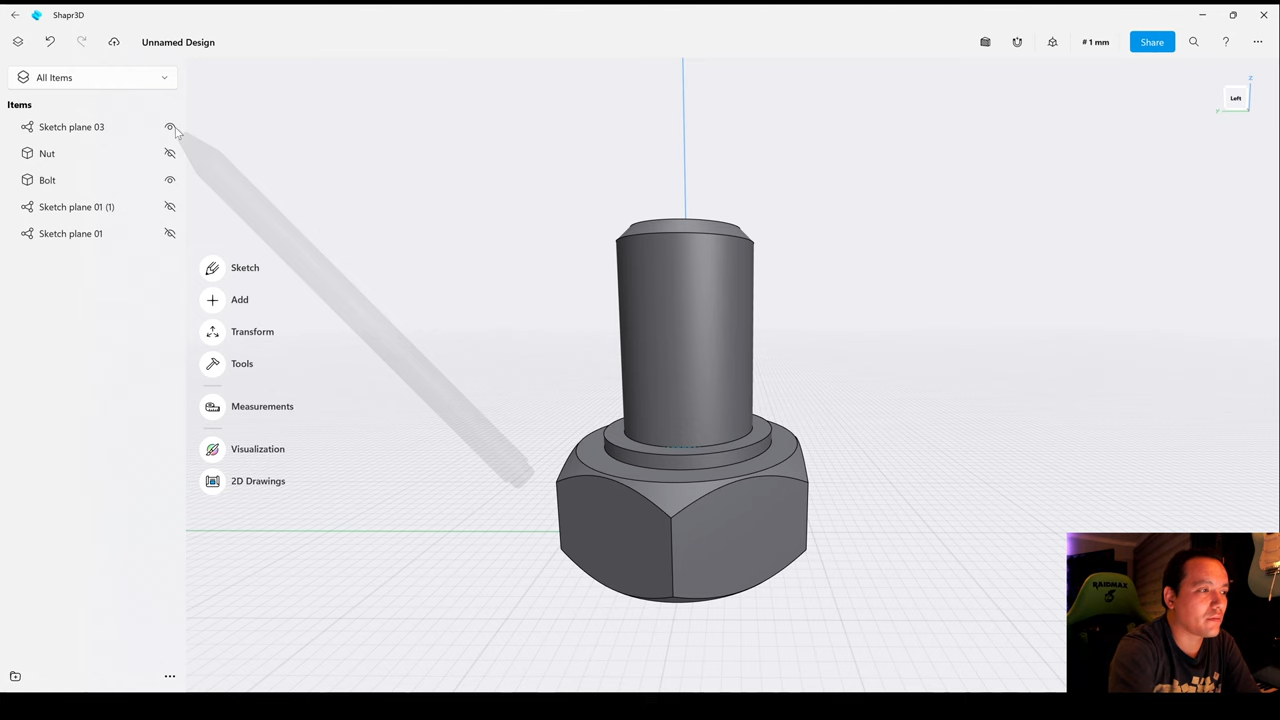 Shapr3D
Unnamed Design
# 1 mm
Share
?
All Items
Items
Sketch plane 03
Nut
Bolt
Sketch plane 01 (1)
Sketch plane 01
Sketch
Add
Transform
Tools
Measurements
Visualization
2D Drawings
Z
Left
Y
RAIDMAX